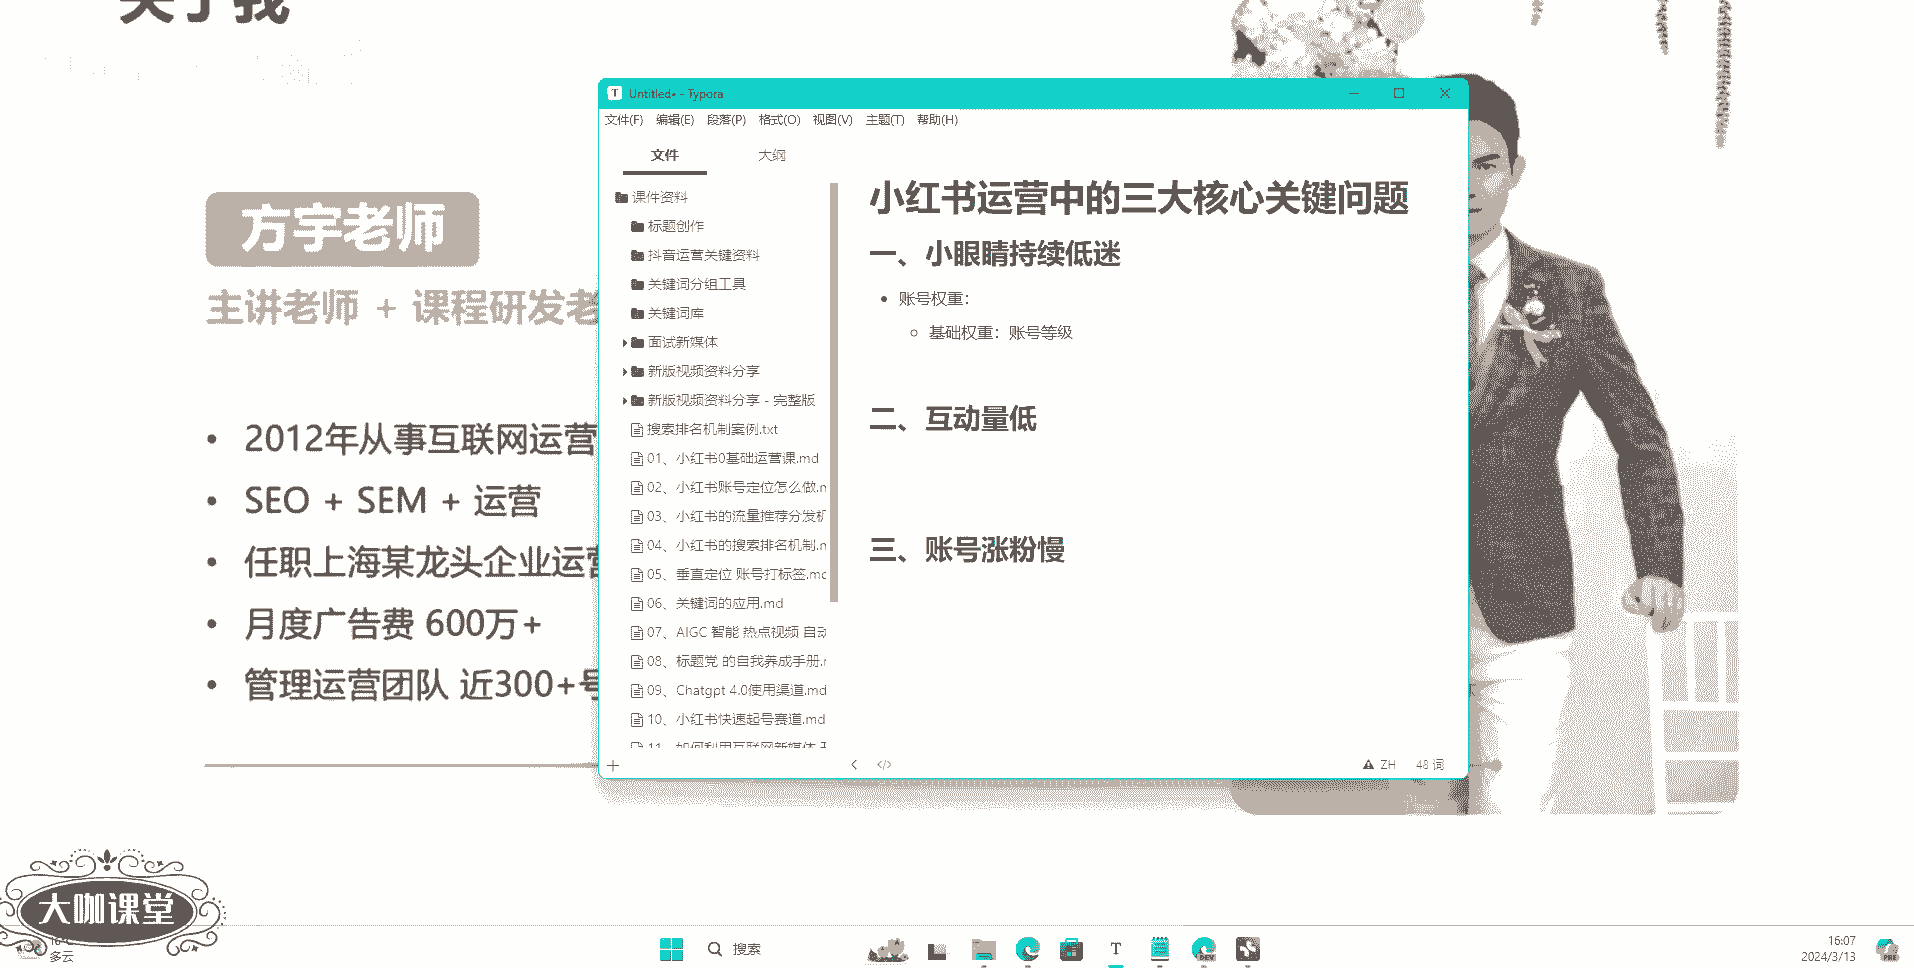 关于我
方宇老师
主讲老师 + 课程研发老
2012年从事互联网运营
SEO + SEM + 运营
任职上海某龙头企业运营
月度广告费 600万+
管理运营团队 近300+号
Untitled• - Typora
文件(F) 编辑(E) 段落(P) 格式(O) 视图(V) 主题(T) 帮助(H)
文件 大纲
课件资料
标题创作
抖音运营关键资料
关键词分组工具
关键词库
面试新媒体
新版视频资料分享
新版视频资料分享 - 完整版
搜索排名机制案例.txt
01、小红书0基础运营课.md
02、小红书账号定位怎么做.m
03、小红书的流量推荐分发机
04、小红书的搜索排名机制.m
05、垂直定位 账号打标签.md
06、关键词的应用.md
07、AIGC 智能 热点视频 自动
08、标题党 的自我养成手册.m
09、Chatgpt 4.0使用渠道.md
10、小红书快速起号赛道.md
11、如何利用互联网新媒体
小红书运营中的三大核心关键问题
一、小眼睛持续低迷
账号权重：
基础权重：账号等级
二、互动量低
三、账号涨粉慢
ZH 48 词
大咖课堂
16°C
多云
搜索
T
DEV
16:07
2024/3/13
PRE